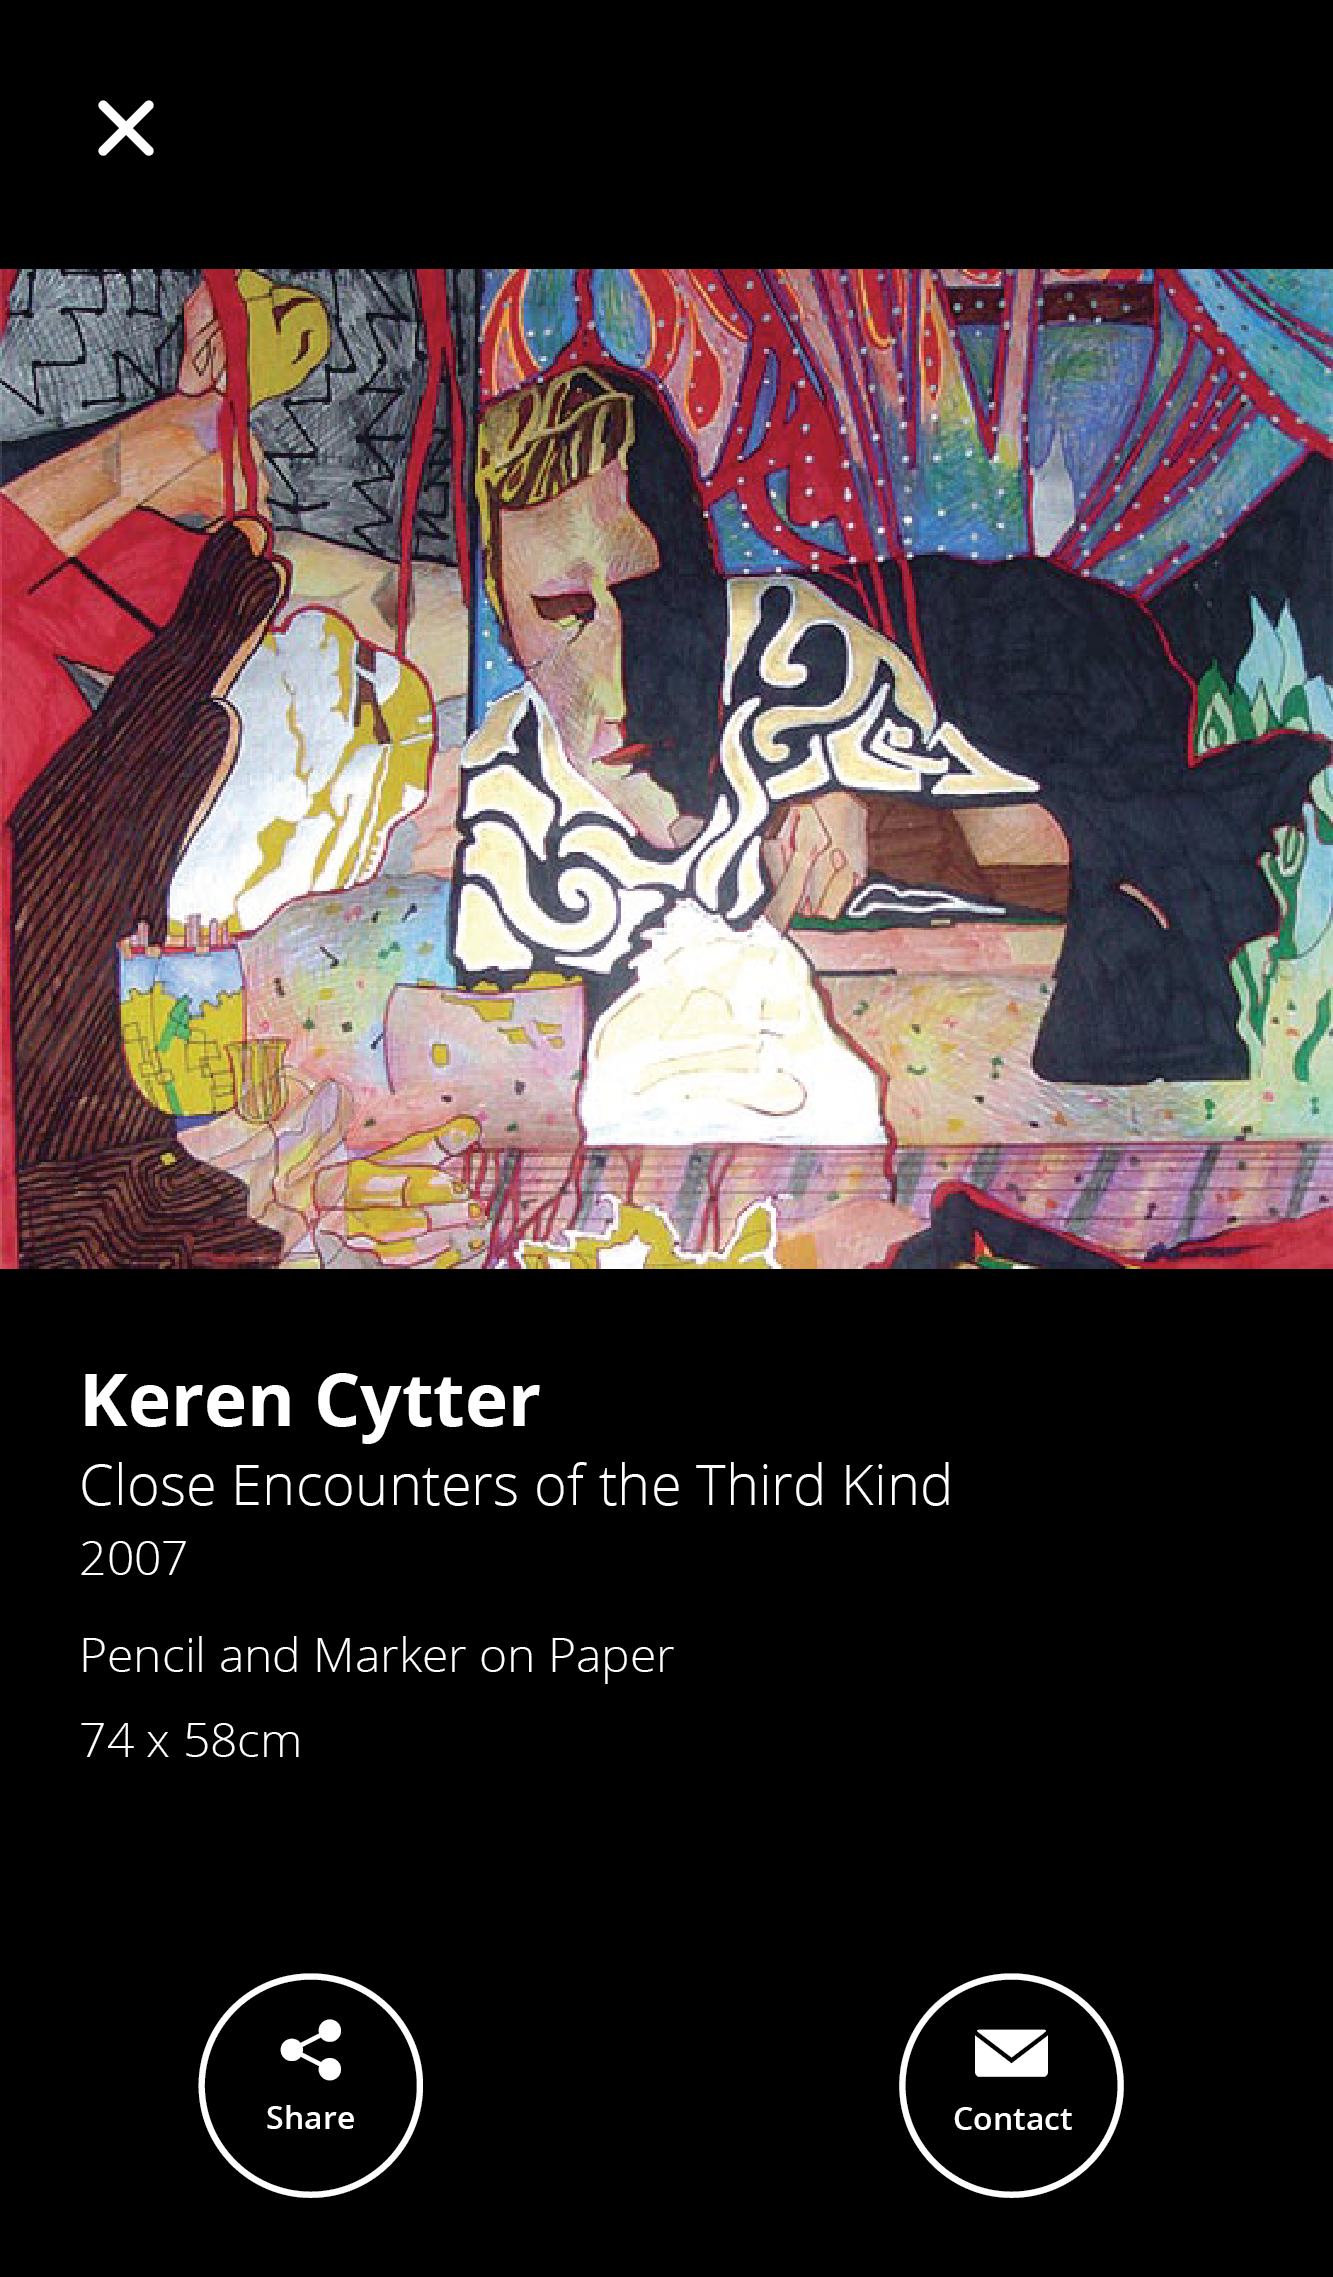 Keren Cytter
Close Encounters of the Third Kind
2007
Pencil and Marker on Paper
74 x 58cm
Share
Contact